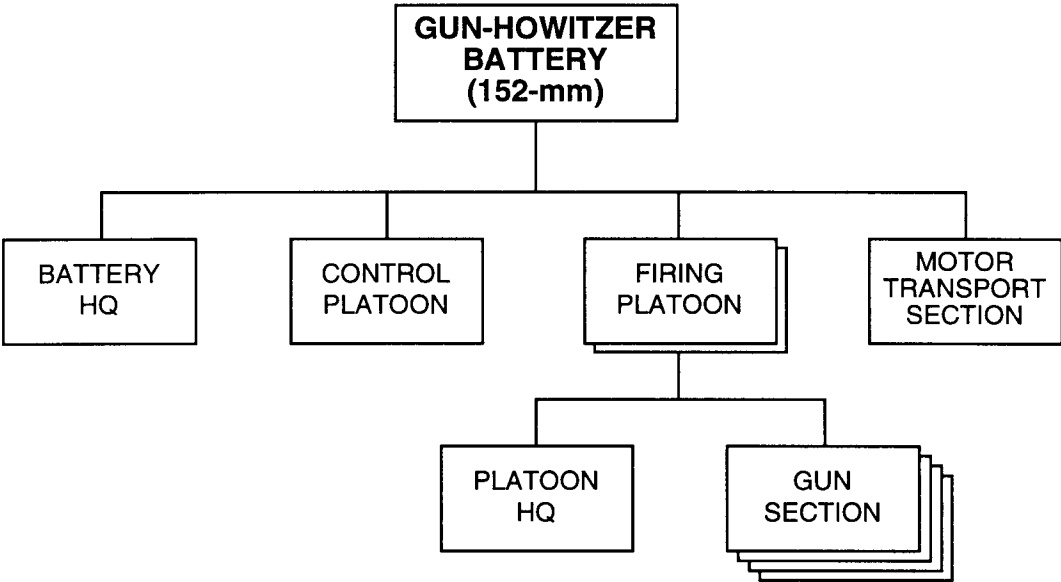 GUN-HOWITZER
BATTERY
(152-mm)
BATTERY
HQ
CONTROL
PLATOON
FIRING
PLATOON
MOTOR
TRANSPORT
SECTION
PLATOON
HQ
GUN
SECTION